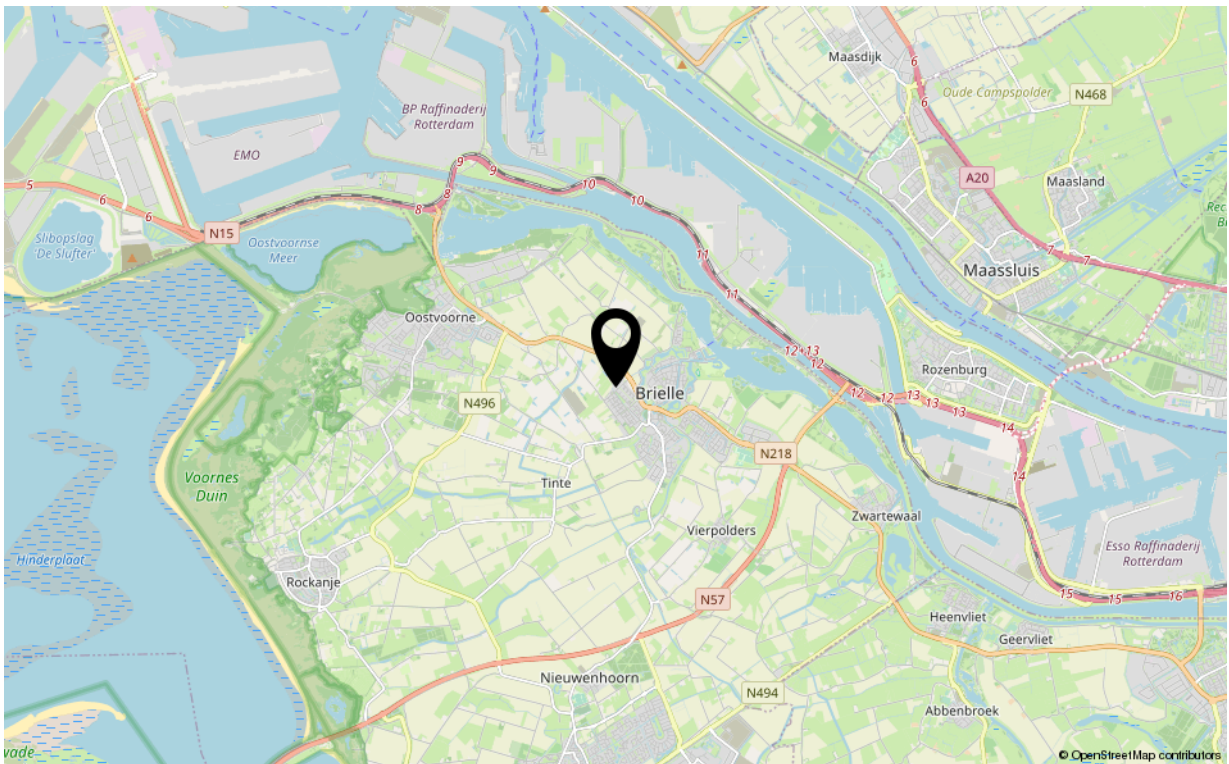 Maasdijk
6
N468
Oude Campspolder
6
BP Raffinaderij
Rotterdam
EMO
9
9
10
10
A20
Maasland
5
6
6
8
8
N15
Slibopslag
'De Slufter'
Oostvoornse
Meer
11
7
7
Maassluis
11
Oostvoorne
12+13
12
Rozenburg
12
12
13
13
13
14
Brielle
N496
N218
14
Voornes
Duin
Tinte
Zwartewaal
Vierpolders
Esso Raffinaderij
Rotterdam
Hinderplaat
Rockanje
15
15
16
N57
Heenvliet
Geervliet
Nieuwenhoorn
N494
Abbenbroek
wade
© OpenStreetMap contributors